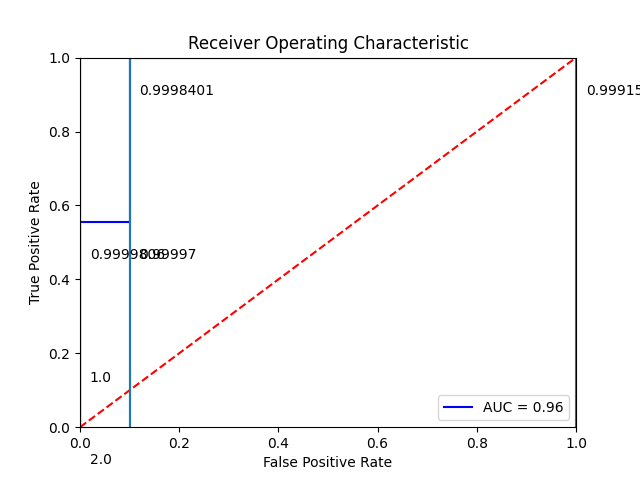 Receiver Operating Characteristic
1.0
0.9998401
0.99915
0.8
0.6
True Positive Rate
0.99997
0.4
1.0
0.2
AUC = 0.96
0.0
0.0 0.2 0.4 0.6 0.8 1.0
2.0
False Positive Rate